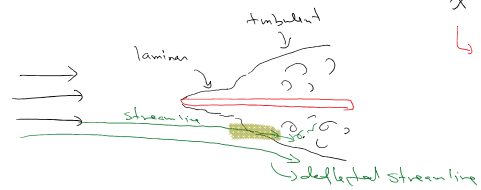 turbulent
x
laminar
streamline
deflected streamline